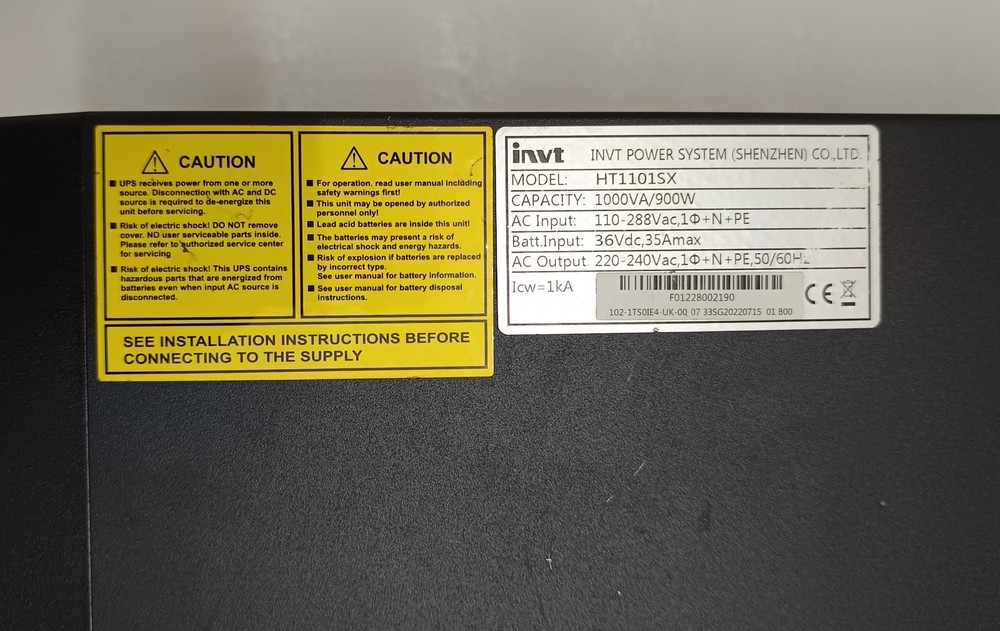 CAUTION
■ UPS receives power from one or more
source. Disconnection with AC and DC
source is required to de-energize this
unit before servicing.
■ Risk of electric shock! DO NOT remove
cover. NO user serviceable parts inside.
Please refer to authorized service center
for servicing
■ Risk of electric shock! This UPS contains
hazardous parts that are energized from
batteries even when input AC source is
disconnected.
CAUTION
■ For operation, read user manual including
safety warnings first!
■ This unit may be opened by authorized
personnel only!
■ Lead acid batteries are inside this unit!
■ The batteries may present a risk of
electrical shock and energy hazards.
■ Risk of explosion if batteries are replaced
by incorrect type.
See user manual for battery information.
■ See user manual for battery disposal
instructions.
SEE INSTALLATION INSTRUCTIONS BEFORE
CONNECTING TO THE SUPPLY
invt INVT POWER SYSTEM (SHENZHEN) CO.,LTD.
MODEL: HT1101SX
CAPACITY: 1000VA/900W
AC Input: 110-288Vac,1Φ+N+PE
Batt.Input: 36Vdc,35Amax
AC Output 220-240Vac,1Φ+N+PE,50/60Hz
Icw=1kA
F01228002190
102-1TS0IE4-UK-00 07 33SG20220715 01 B00
CE